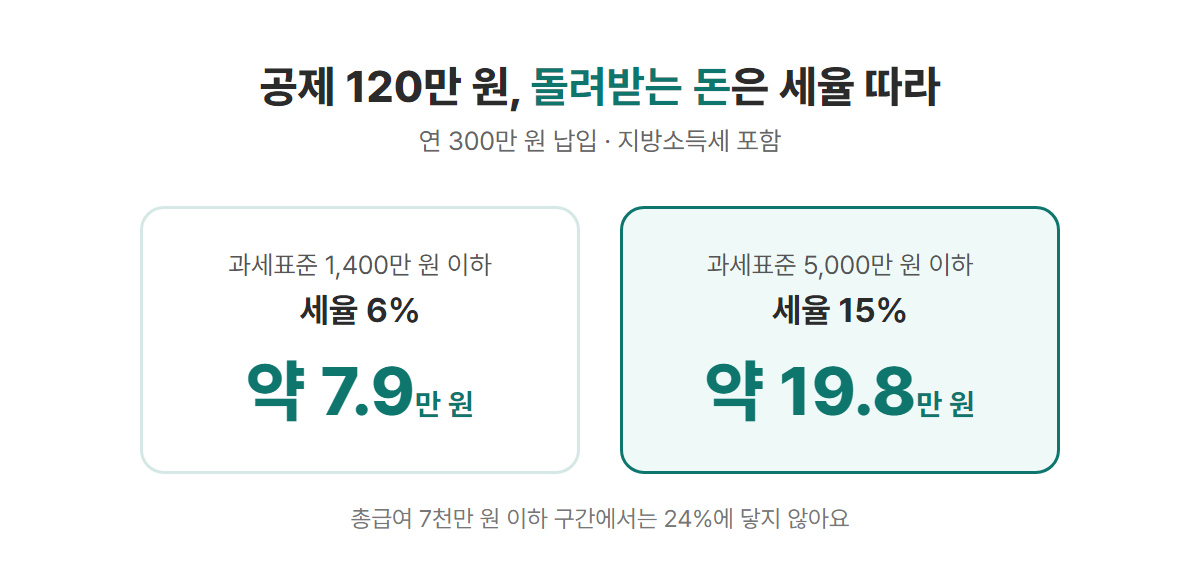 공제 120만 원, 돌려받는 돈은 세율 따라
연 300만 원 납입 · 지방소득세 포함
과세표준 1,400만 원 이하
세율 6%
약 7.9만 원
과세표준 5,000만 원 이하
세율 15%
약 19.8만 원
총급여 7천만 원 이하 구간에서는 24%에 닿지 않아요